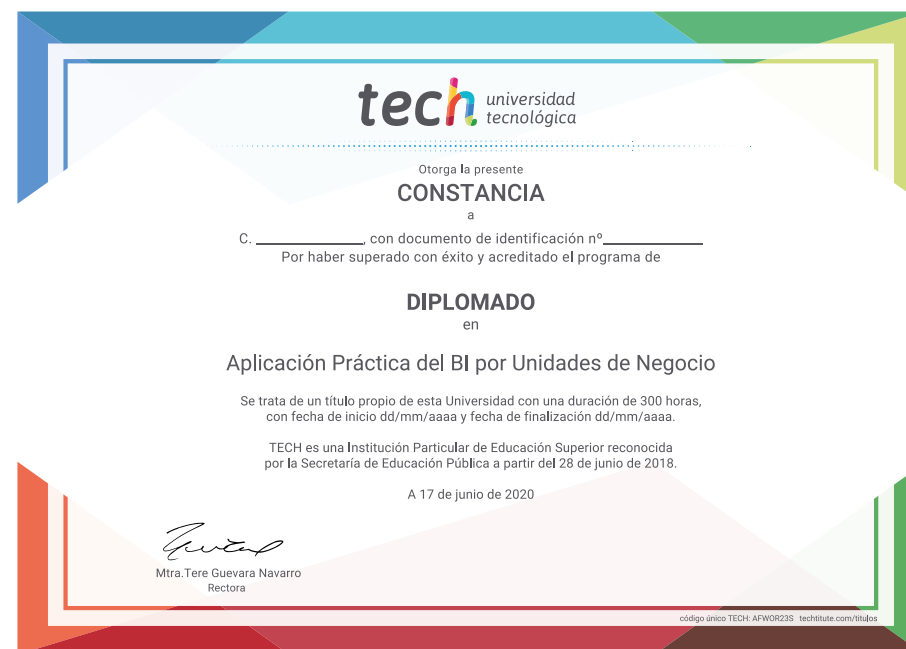 tech universidad
tecnológica
Otorga la presente
CONSTANCIA
a
C. ______________, con documento de identificación nº_____________
Por haber superado con éxito y acreditado el programa de
DIPLOMADO
en
Aplicación Práctica del BI por Unidades de Negocio
Se trata de un título propio de esta Universidad con una duración de 300 horas,
con fecha de inicio dd/mm/aaaa y fecha de finalización dd/mm/aaaa.
TECH es una Institución Particular de Educación Superior reconocida
por la Secretaría de Educación Pública a partir del 28 de junio de 2018.
A 17 de junio de 2020
Mtra.Tere Guevara Navarro
Rectora
código único TECH: AFWOR23S techtitute.com/titulos